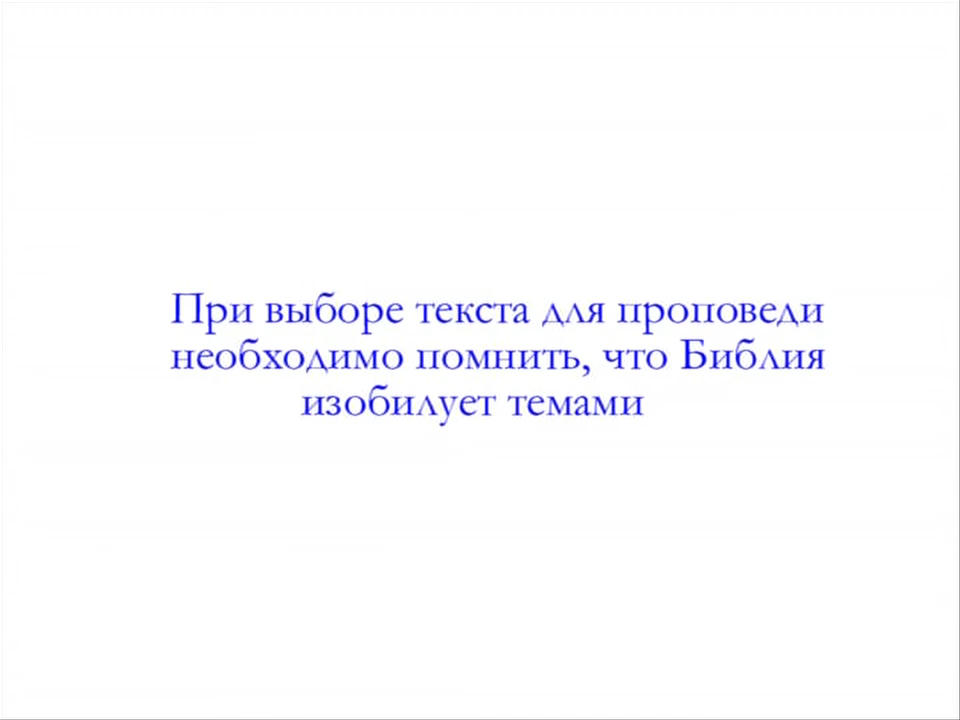 При выборе текста для проповеди
необходимо помнить, что Библия
изобилует темами